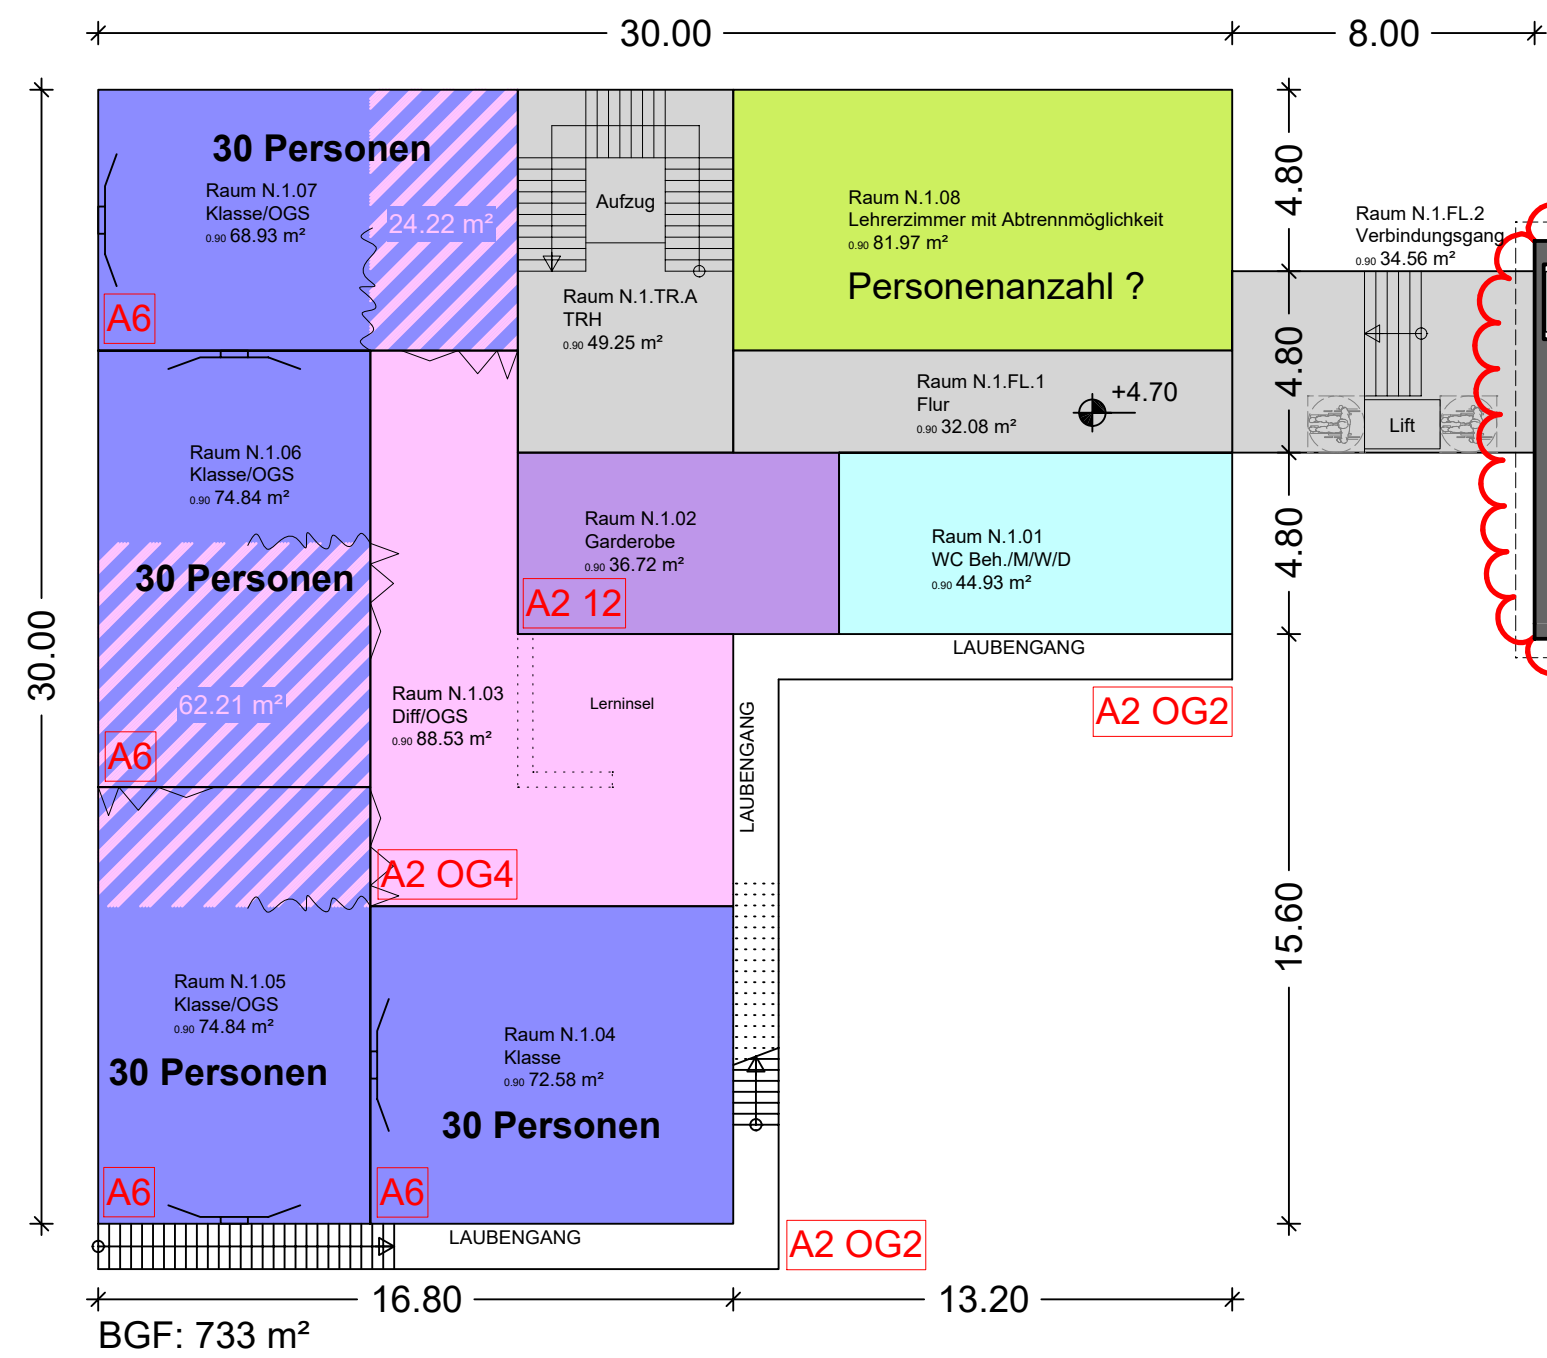 30.00
8.00
30 Personen
Raum N.1.07
Klasse/OGS
0.90 68.93 m²
24.22 m²
A6
Aufzug
Raum N.1.TR.A
TRH
0.90 49.25 m²
Raum N.1.08
Lehrerzimmer mit Abtrennmöglichkeit
0.90 81.97 m²
Personenanzahl ?
4.80
Raum N.1.FL.2
Verbindungsgang
0.90 34.56 m²
Raum N.1.FL.1
Flur
0.90 32.08 m²
+4.70
4.80
Lift
Raum N.1.06
Klasse/OGS
0.90 74.84 m²
30 Personen
62.21 m²
A6
Raum N.1.02
Garderobe
0.90 36.72 m²
A2 12
Raum N.1.01
WC Beh./M/W/D
0.90 44.93 m²
4.80
LAUBENGANG
30.00
Raum N.1.03
Diff/OGS
0.90 88.53 m²
Lerninsel
A2 OG2
LAUBENGANG
A2 OG4
15.60
Raum N.1.05
Klasse/OGS
0.90 74.84 m²
30 Personen
A6
Raum N.1.04
Klasse
0.90 72.58 m²
30 Personen
A6
LAUBENGANG
A2 OG2
16.80
13.20
BGF: 733 m²